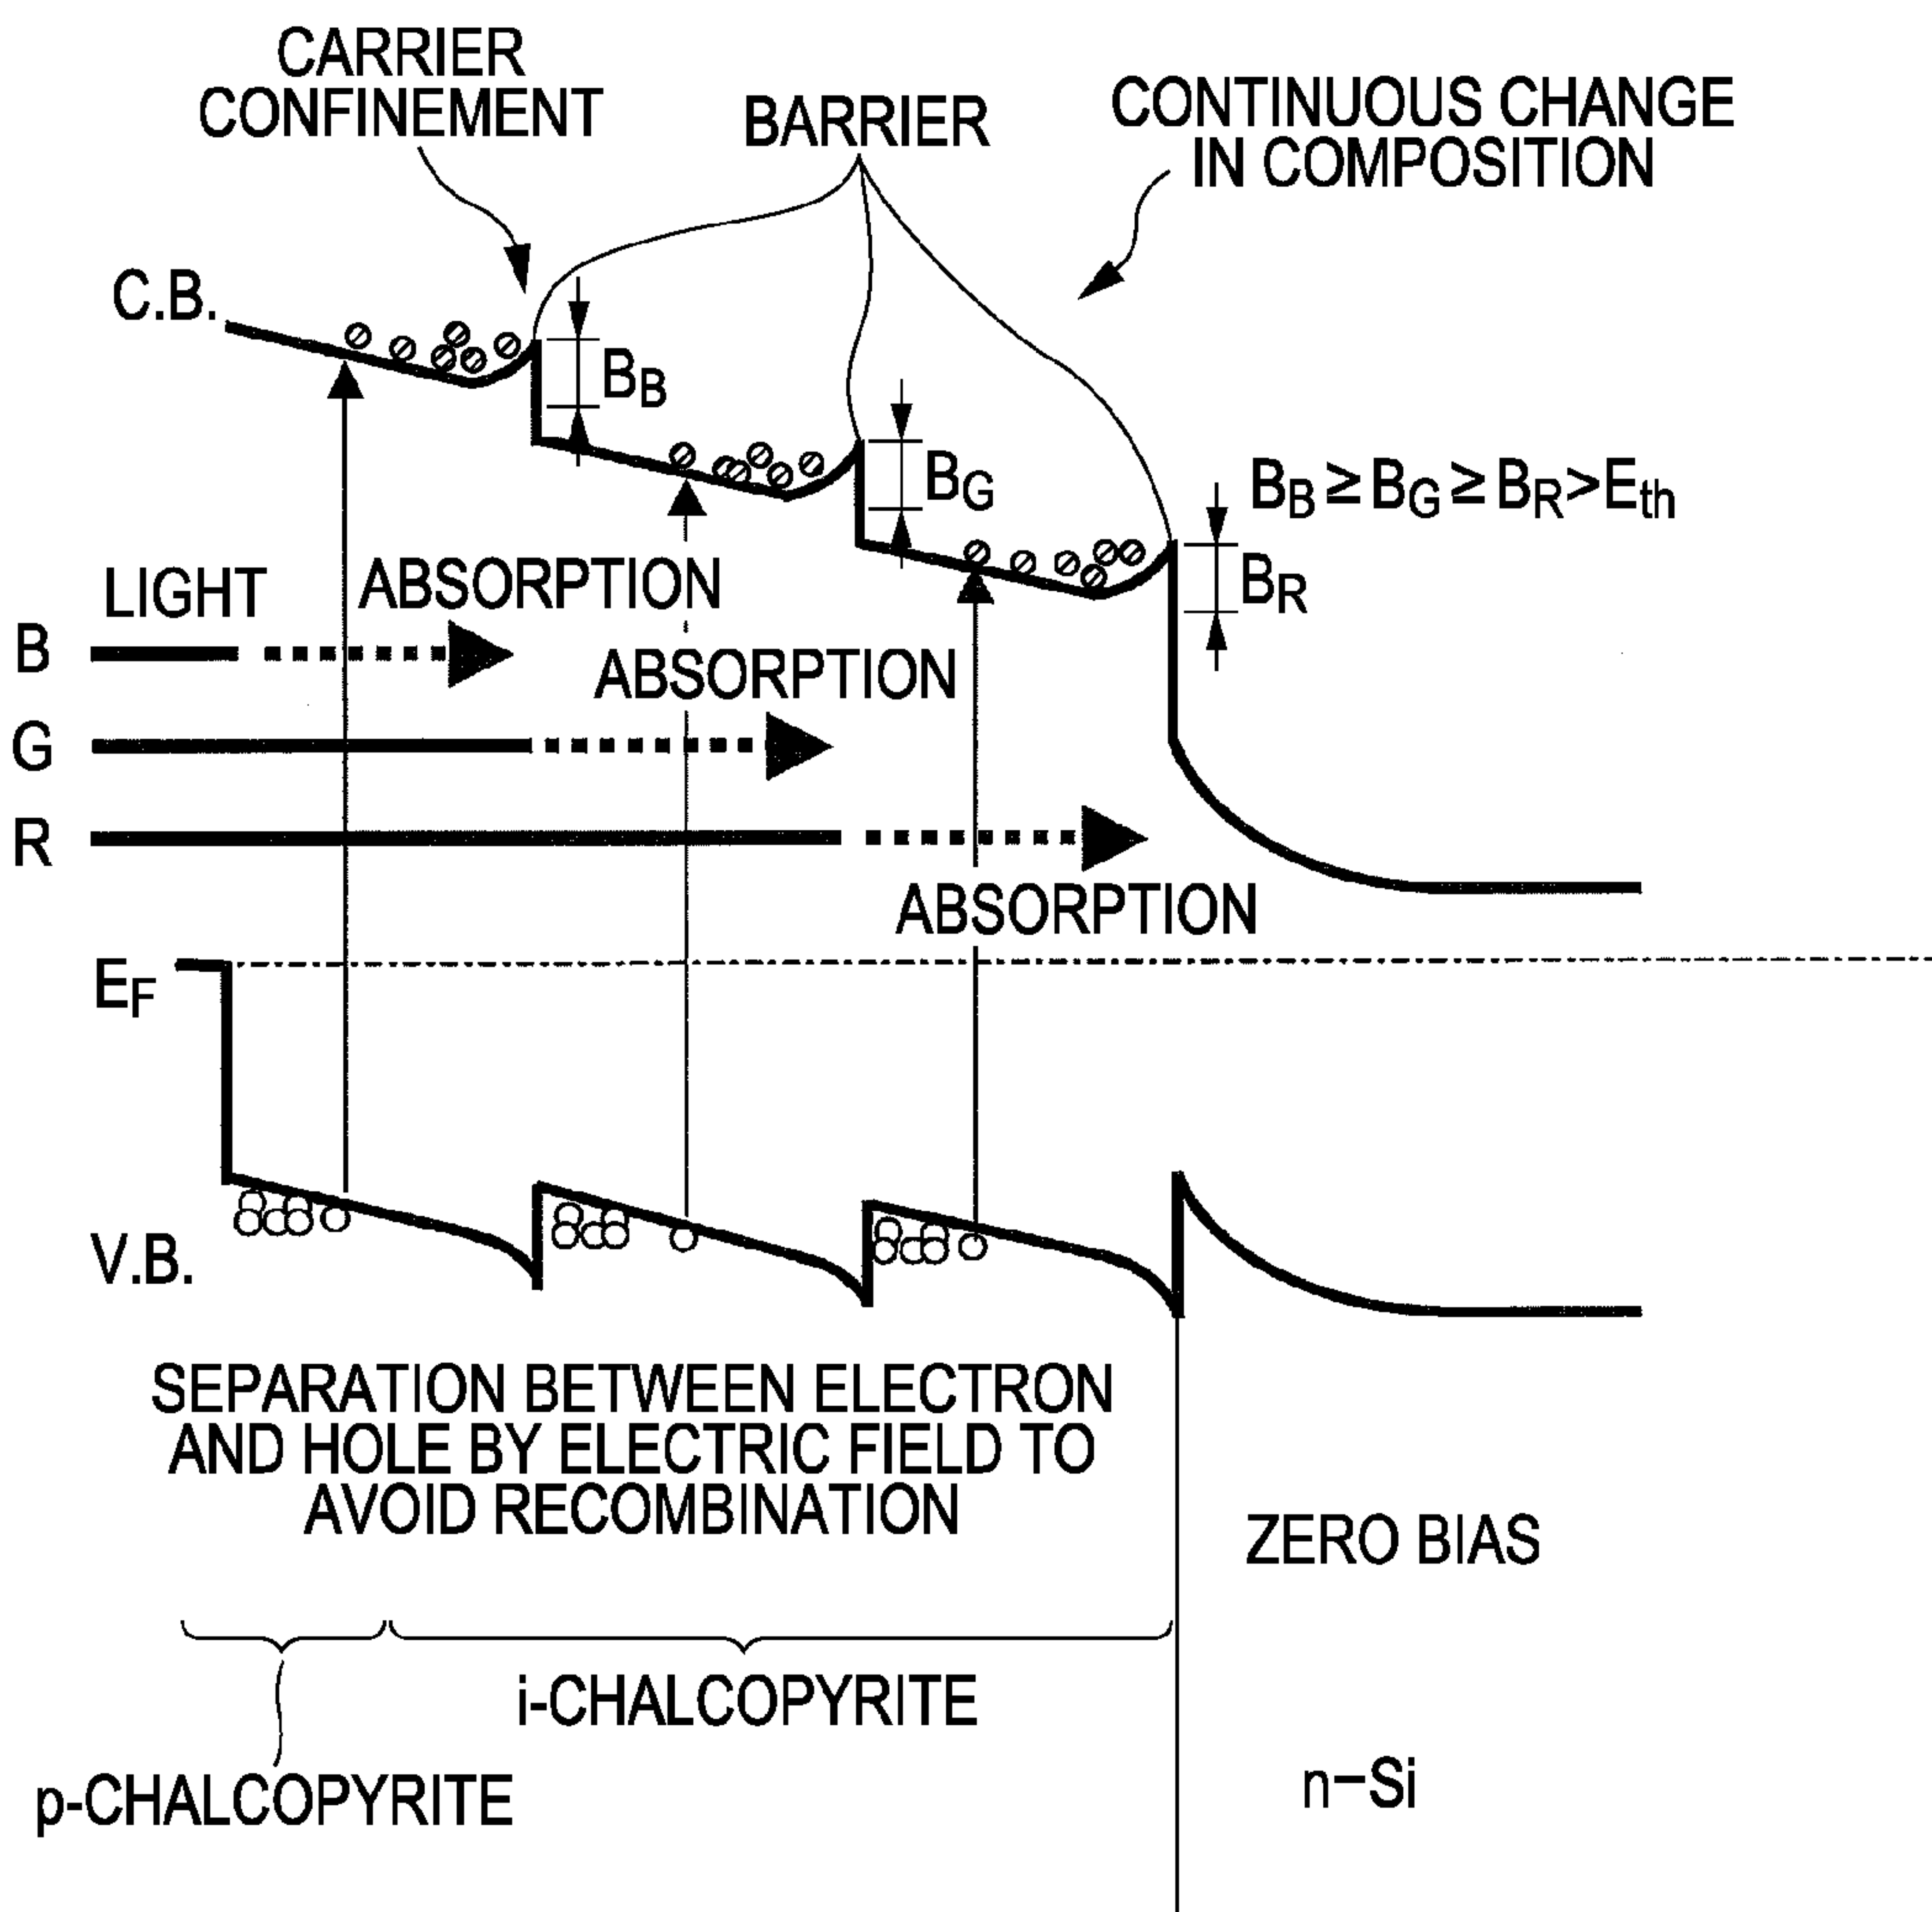 CARRIER
CONFINEMENT
BARRIER
CONTINUOUS CHANGE
IN COMPOSITION
C.B.
BB
BG
BB ≥ BG ≥ BR > Eth
BR
LIGHT
ABSORPTION
B
ABSORPTION
G
R
ABSORPTION
EF
V.B.
SEPARATION BETWEEN ELECTRON
AND HOLE BY ELECTRIC FIELD TO
AVOID RECOMBINATION
ZERO BIAS
i-CHALCOPYRITE
p-CHALCOPYRITE
n-Si